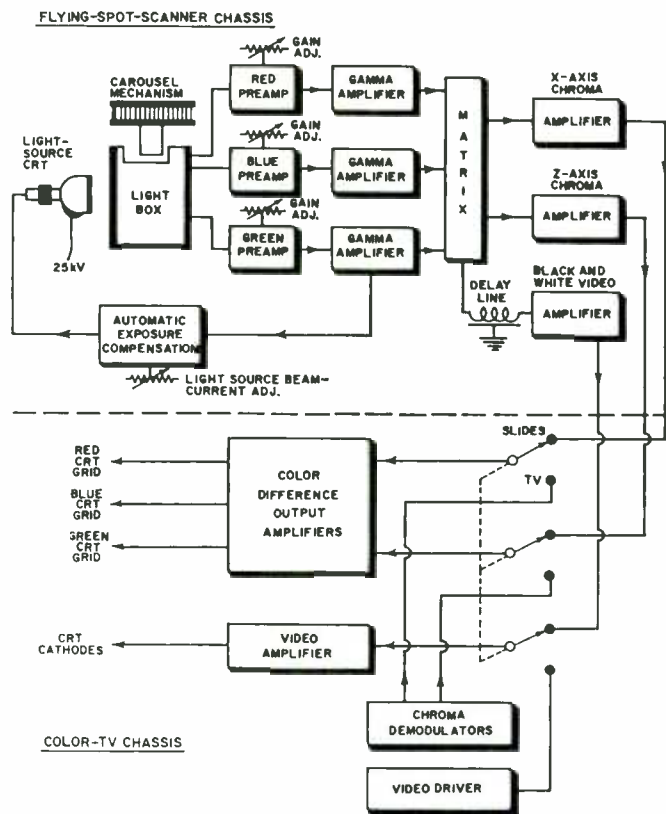 FLYING-SPOT-SCANNER CHASSIS
GAIN
ADJ.
CAROUSEL
MECHANISM
RED
PREAMP
GAMMA
AMPLIFIER
X-AXIS
CHROMA
AMPLIFIER
LIGHT-
SOURCE
CRT
GAIN
ADJ.
BLUE
PREAMP
GAMMA
AMPLIFIER
MATRIX
Z-AXIS
CHROMA
AMPLIFIER
LIGHT
BOX
25kV
GAIN
ADJ.
GREEN
PREAMP
GAMMA
AMPLIFIER
DELAY
LINE
BLACK AND
WHITE VIDEO
AMPLIFIER
AUTOMATIC
EXPOSURE
COMPENSATION
LIGHT SOURCE BEAM-
CURRENT ADJ.
SLIDES
TV
RED
CRT
GRID
BLUE
CRT
GRID
GREEN
CRT
GRID
COLOR
DIFFERENCE
OUTPUT
AMPLIFIERS
CRT
CATHODES
VIDEO
AMPLIFIER
CHROMA
DEMODULATORS
COLOR-TV CHASSIS
VIDEO DRIVER